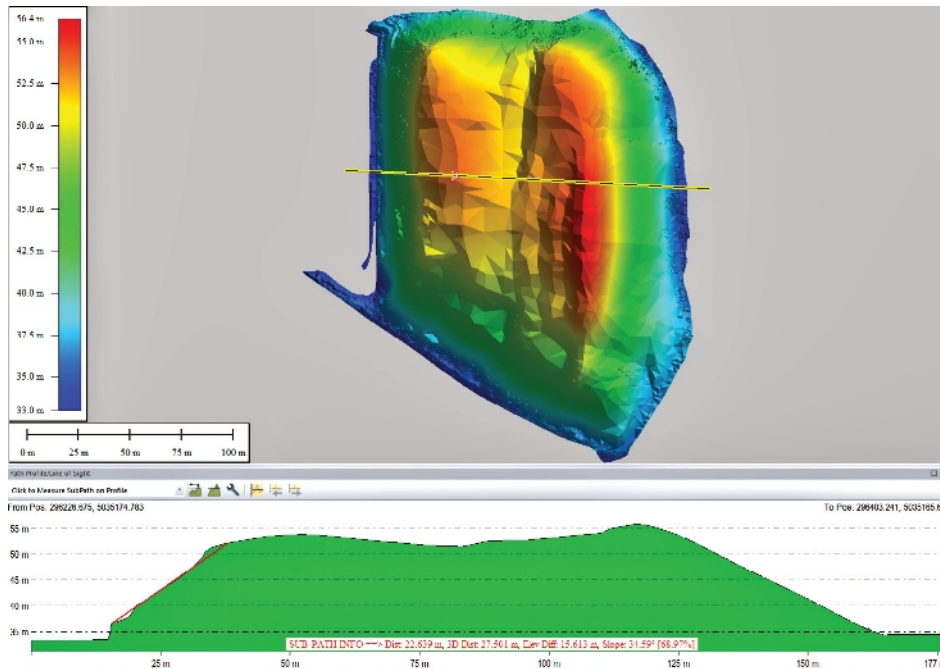 56.4 m
55.0 m
52.5 m
50.0 m
47.5 m
45.0 m
42.5 m
40.0 m
37.5 m
35.0 m
33.0 m
0 m 25 m 50 m 75 m 100 m
Path Profile/Line of Sight
Click to Measure SubPath on Profile
From Pos: 296226.675, 5035174.783 To Pos: 296403.241, 5035165.6
55 m
50 m
45 m
40 m
35 m
SUB-PATH INFO ==> Dist: 22.639 m, 3D Dist: 27.501 m, Elev Diff: 15.613 m, Slope: 34.59° [68.97%]
25 m 50 m 75 m 100 m 125 m 150 m 177